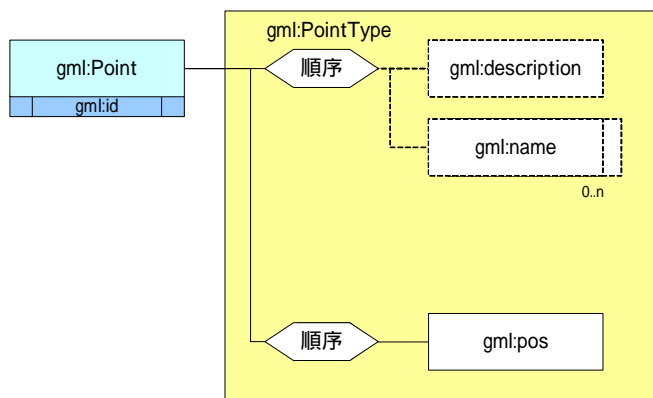 gml:PointType
gml:Point
gml:id
順序
gml:description
gml:name
0..n
順序
gml:pos